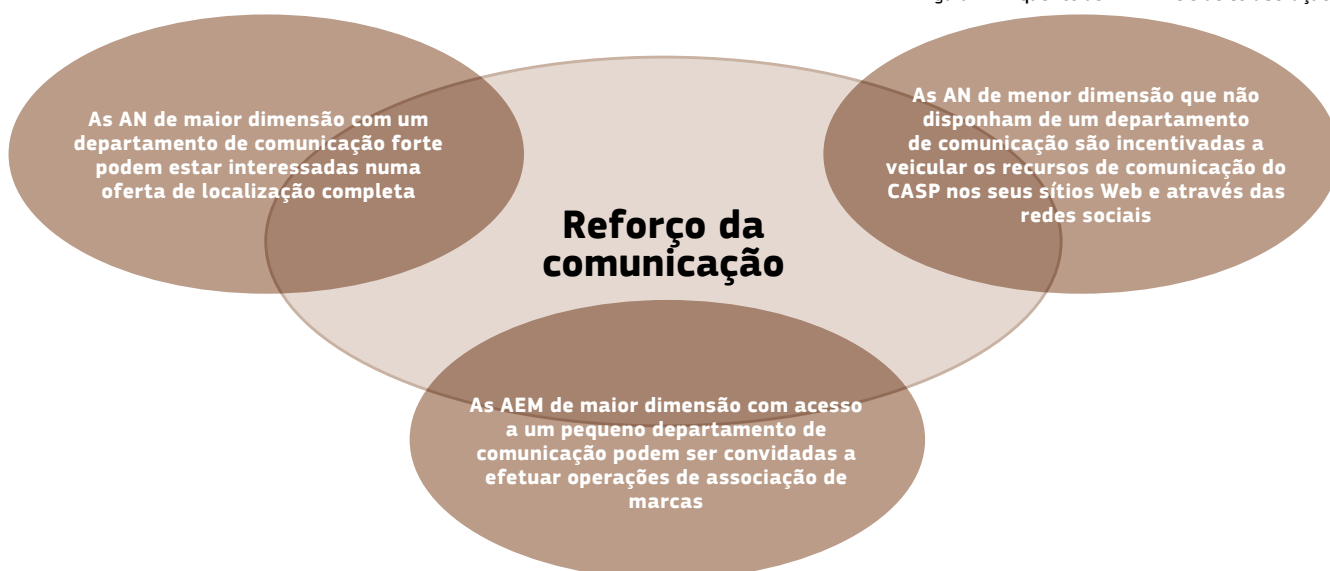 As AN de maior dimensão com um
departamento de comunicação forte
podem estar interessadas numa
oferta de localização completa
As AN de menor dimensão que não
disponham de um departamento
de comunicação são incentivadas a
veicular os recursos de comunicação do
CASP nos seus sítios Web e através das
redes sociais
Reforço da
comunicação
As AEM de maior dimensão com acesso
a um pequeno departamento de
comunicação podem ser convidadas a
efetuar operações de associação de
marcas